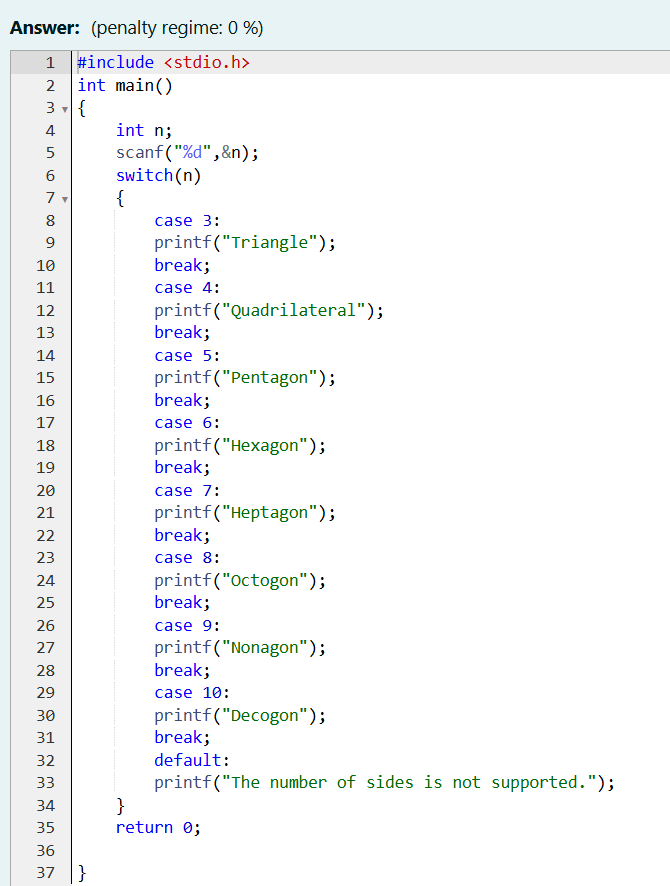 Answer: (penalty regime: 0 %)
1 #include <stdio.h>
2 int main()
3 {
4     int n;
5     scanf("%d",&n);
6     switch(n)
7     {
8         case 3:
9         printf("Triangle");
10         break;
11         case 4:
12         printf("Quadrilateral");
13         break;
14         case 5:
15         printf("Pentagon");
16         break;
17         case 6:
18         printf("Hexagon");
19         break;
20         case 7:
21         printf("Heptagon");
22         break;
23         case 8:
24         printf("Octogon");
25         break;
26         case 9:
27         printf("Nonagon");
28         break;
29         case 10:
30         printf("Decogon");
31         break;
32         default:
33         printf("The number of sides is not supported.");
34     }
35     return 0;
36
37 }